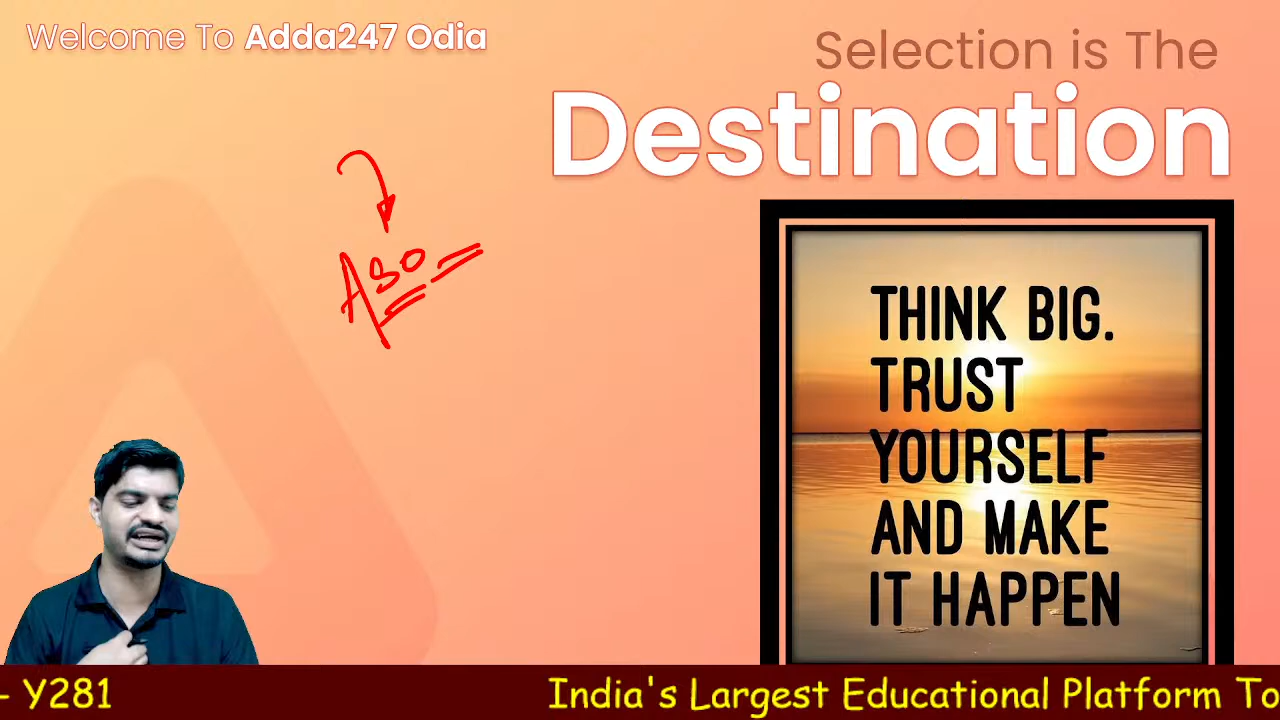 Welcome To Adda247 Odia
Selection is The
Destination
ASO
THINK BIG.
TRUST
YOURSELF
AND MAKE
IT HAPPEN
- Y281
India's Largest Educational Platform To